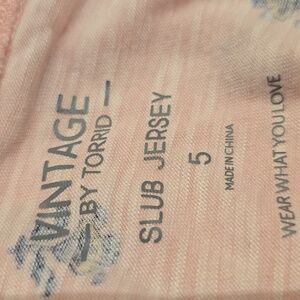 VINTAGE
— BY TORRID —
SLUB JERSEY
5
MADE IN CHINA
WEAR WHAT YOU LOVE